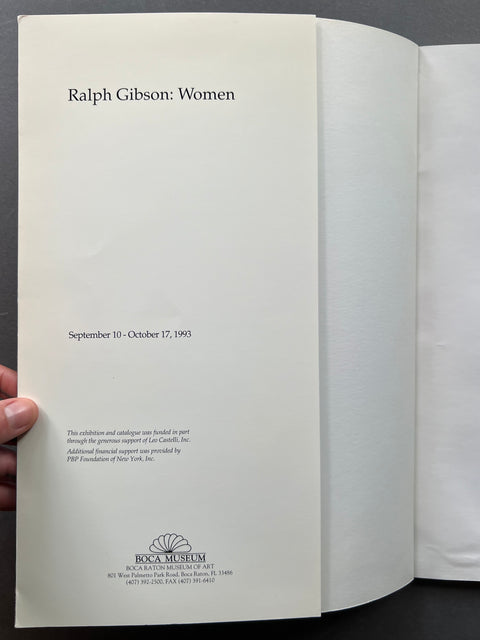 Ralph Gibson: Women
September 10 - October 17, 1993
This exhibition and catalogue was funded in part
through the generous support of Leo Castelli, Inc.
Additional financial support was provided by
PBP Foundation of New York, Inc.
BOCA MUSEUM
BOCA RATON MUSEUM OF ART
801 West Palmetto Park Road, Boca Raton, FL 33486
(407) 392-2500, FAX (407) 391-6410